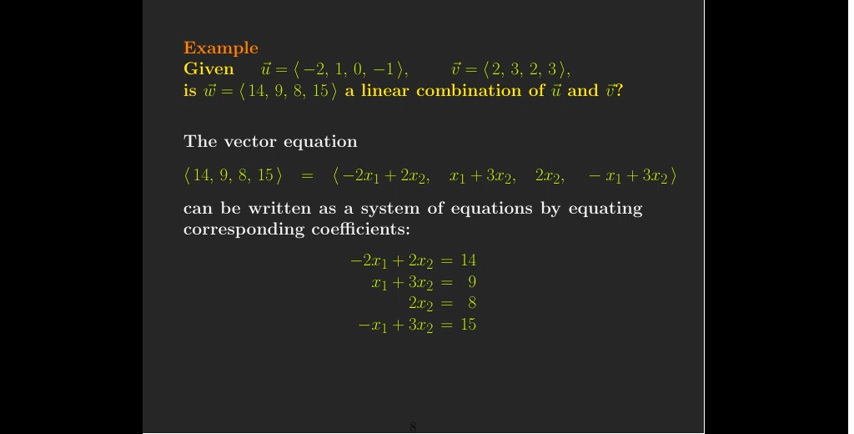 Example
Given u⃗ = ⟨−2, 1, 0, −1⟩, v⃗ = ⟨2, 3, 2, 3⟩,
is w⃗ = ⟨14, 9, 8, 15⟩ a linear combination of u⃗ and v⃗?
The vector equation
⟨14, 9, 8, 15⟩ = ⟨−2x₁ + 2x₂, x₁ + 3x₂, 2x₂, − x₁ + 3x₂⟩
can be written as a system of equations by equating
corresponding coefficients:
−2x₁ + 2x₂ = 14
x₁ + 3x₂ = 9
2x₂ = 8
−x₁ + 3x₂ = 15
8